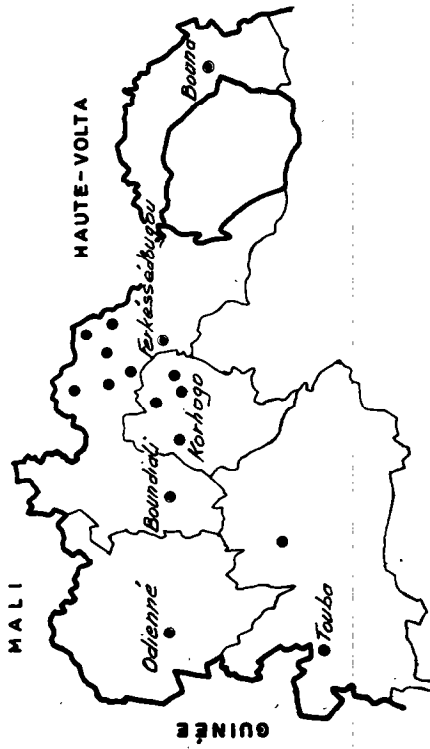 MALI
HAUTE-VOLTA
GUINÉE
Odienné
Boundiali
Korhogo
Ferkéssédougou
Bouna
Touba